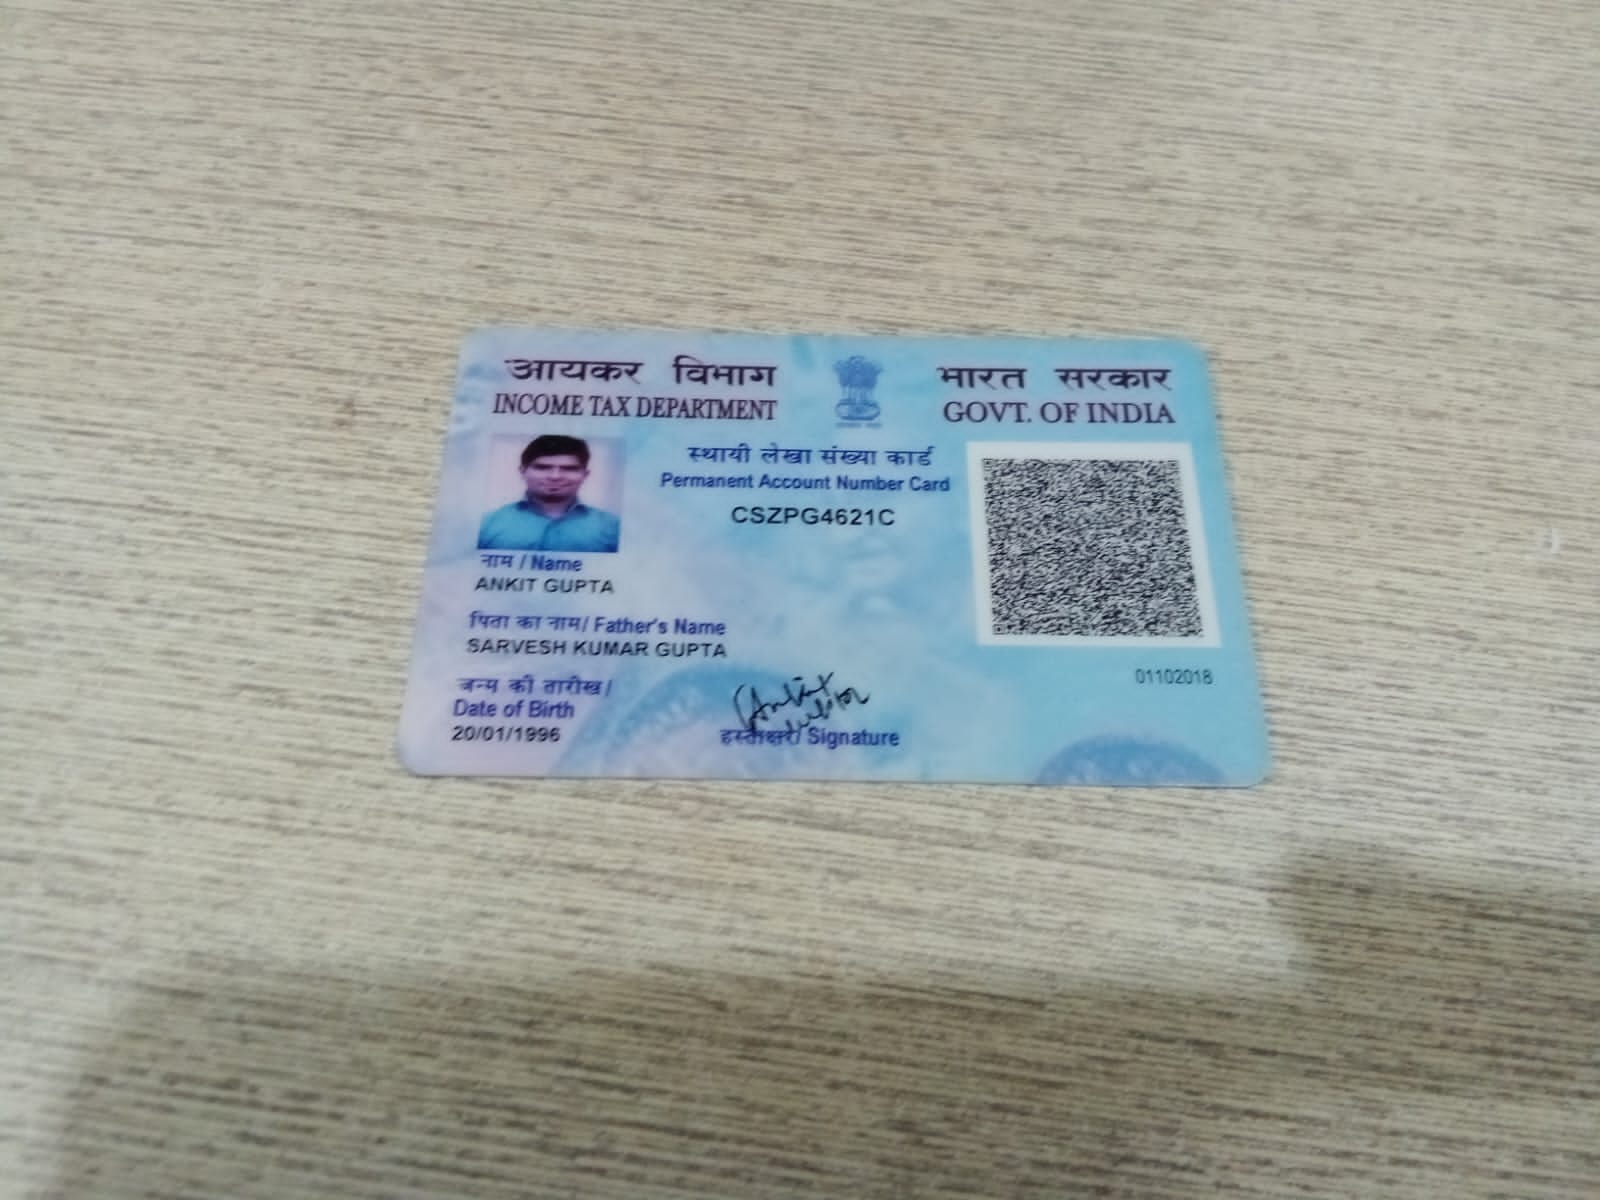 आयकर विभाग
INCOME TAX DEPARTMENT
भारत सरकार
GOVT. OF INDIA
स्थायी लेखा संख्या कार्ड
Permanent Account Number Card
CSZPG4621C
नाम / Name
ANKIT GUPTA
पिता का नाम/ Father's Name
SARVESH KUMAR GUPTA
जन्म की तारीख/
Date of Birth
20/01/1996
Ankit
हस्ताक्षर/ Signature
01102018